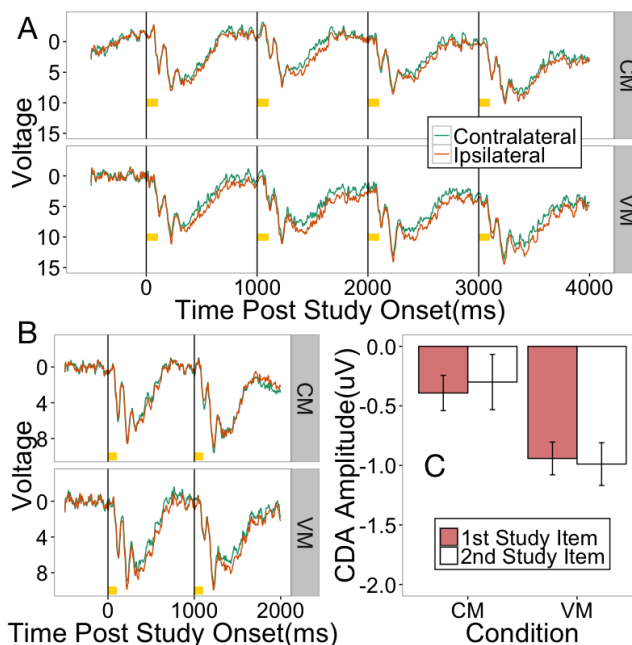 A
Voltage
0
5
10
15
CM
Contralateral
Ipsilateral
0
5
10
15
VM
0
1000
2000
3000
4000
Time Post Study Onset(ms)
B
Voltage
0
4
8
CM
0
4
8
VM
0
1000
2000
Time Post Study Onset(ms)
CDA Amplitude(uV)
0.0
-0.5
-1.0
-1.5
-2.0
C
1st Study Item
2nd Study Item
CM
VM
Condition